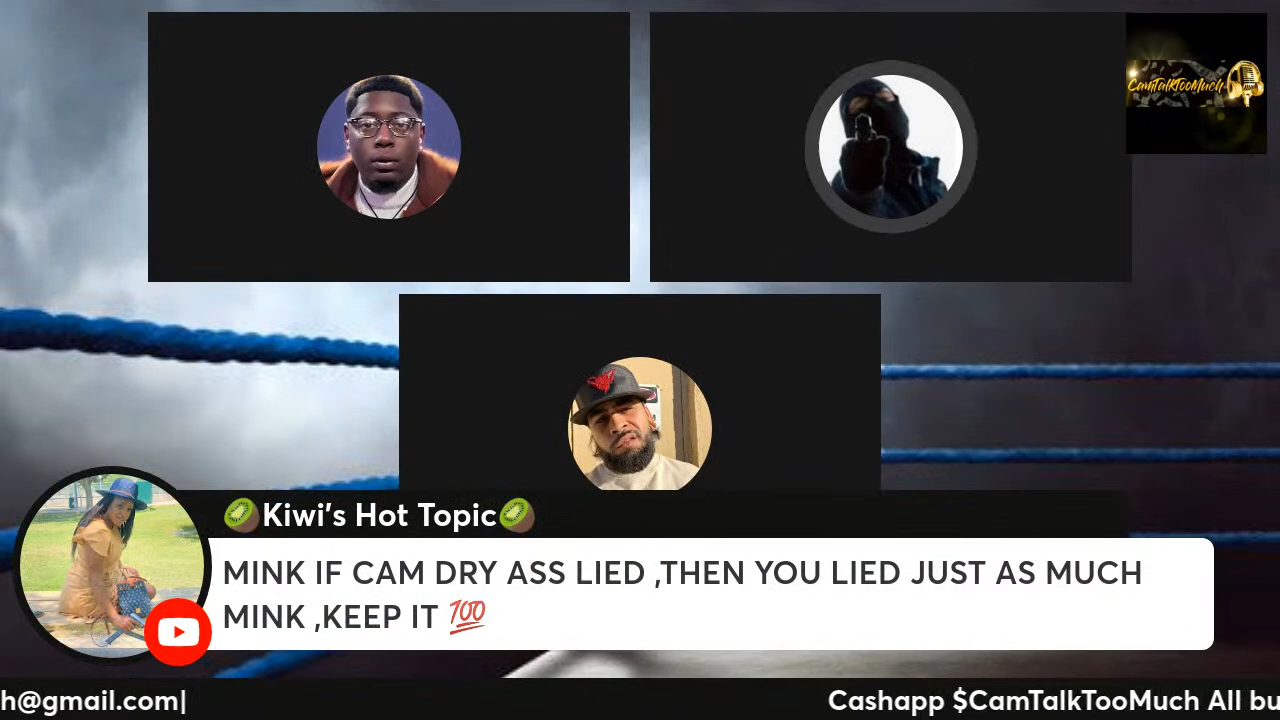 CamTalkTooMuch
🥝Kiwi's Hot Topic🥝
MINK IF CAM DRY ASS LIED ,THEN YOU LIED JUST AS MUCH
MINK ,KEEP IT 💯
h@gmail.com| Cashapp $CamTalkTooMuch All bu